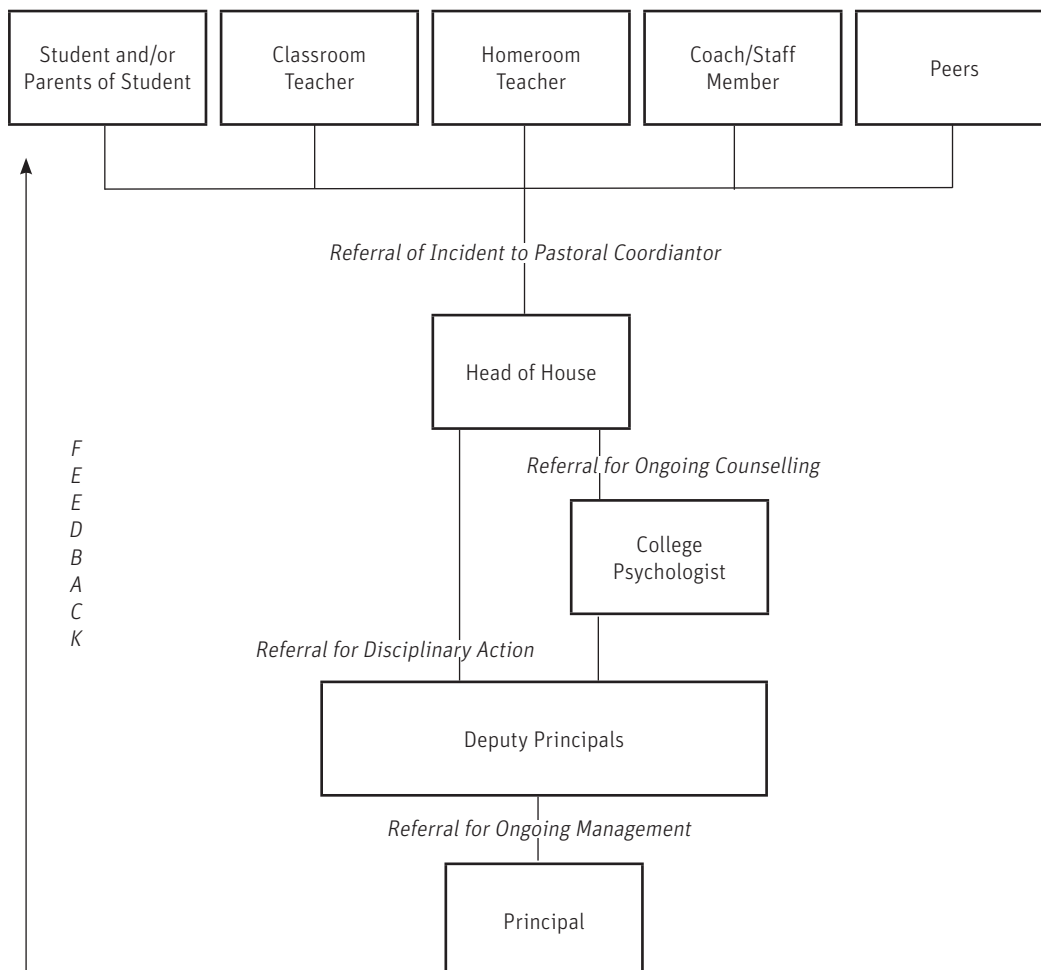 Student and/or
Parents of Student
Classroom
Teacher
Homeroom
Teacher
Coach/Staff
Member
Peers
Referral of Incident to Pastoral Coordiantor
Head of House
Referral for Ongoing Counselling
F
E
E
D
B
A
C
K
College
Psychologist
Referral for Disciplinary Action
Deputy Principals
Referral for Ongoing Management
Principal